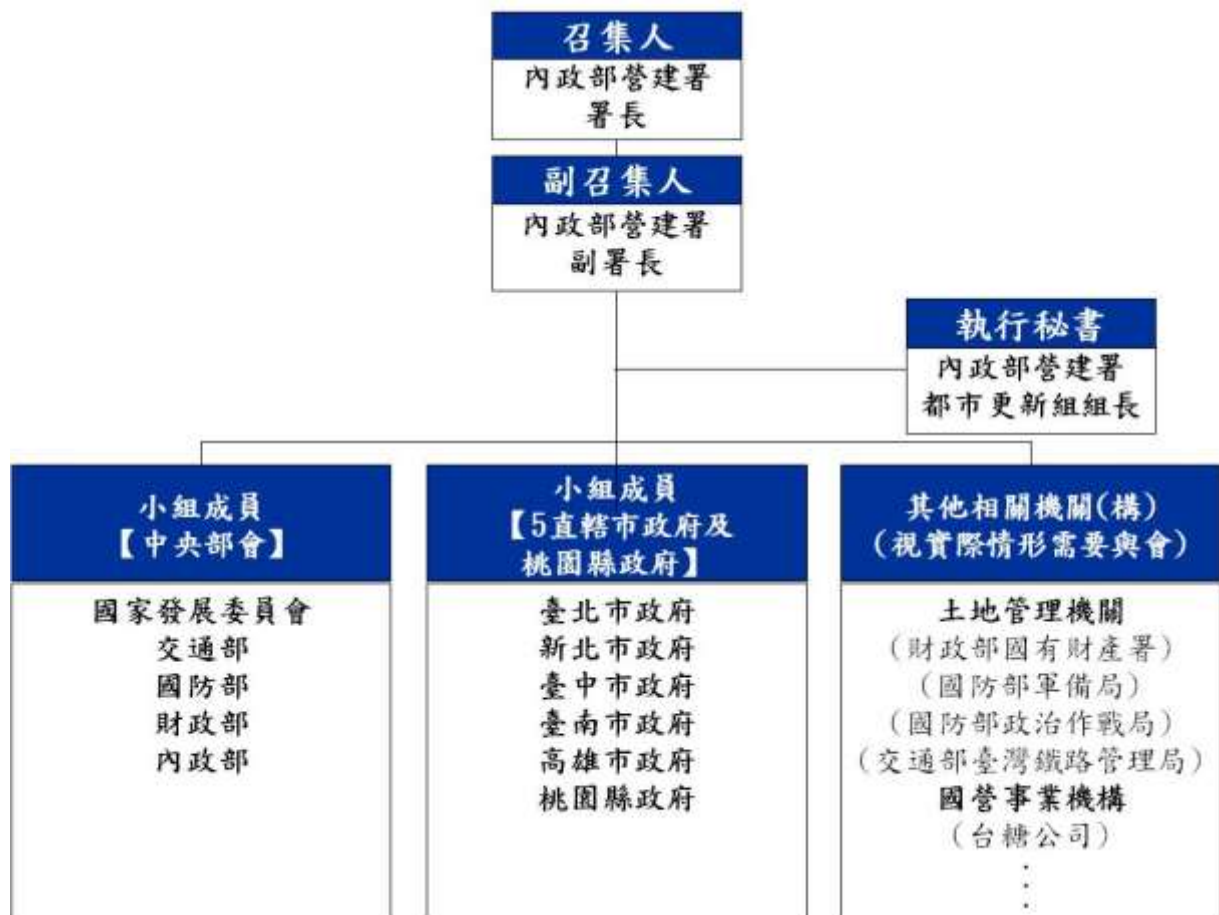 召集人
內政部營建署
署長
副召集人
內政部營建署
副署長
執行秘書
內政部營建署
都市更新組組長
小組成員
【中央部會】
國家發展委員會
交通部
國防部
財政部
內政部
小組成員
【5直轄市政府及
桃園縣政府】
臺北市政府
新北市政府
臺中市政府
臺南市政府
高雄市政府
桃園縣政府
其他相關機關(構)
(視實際情形需要與會)
土地管理機關
(財政部國有財產署)
(國防部軍備局)
(國防部政治作戰局)
(交通部臺灣鐵路管理局)
國營事業機構
(台糖公司)
.
.
.